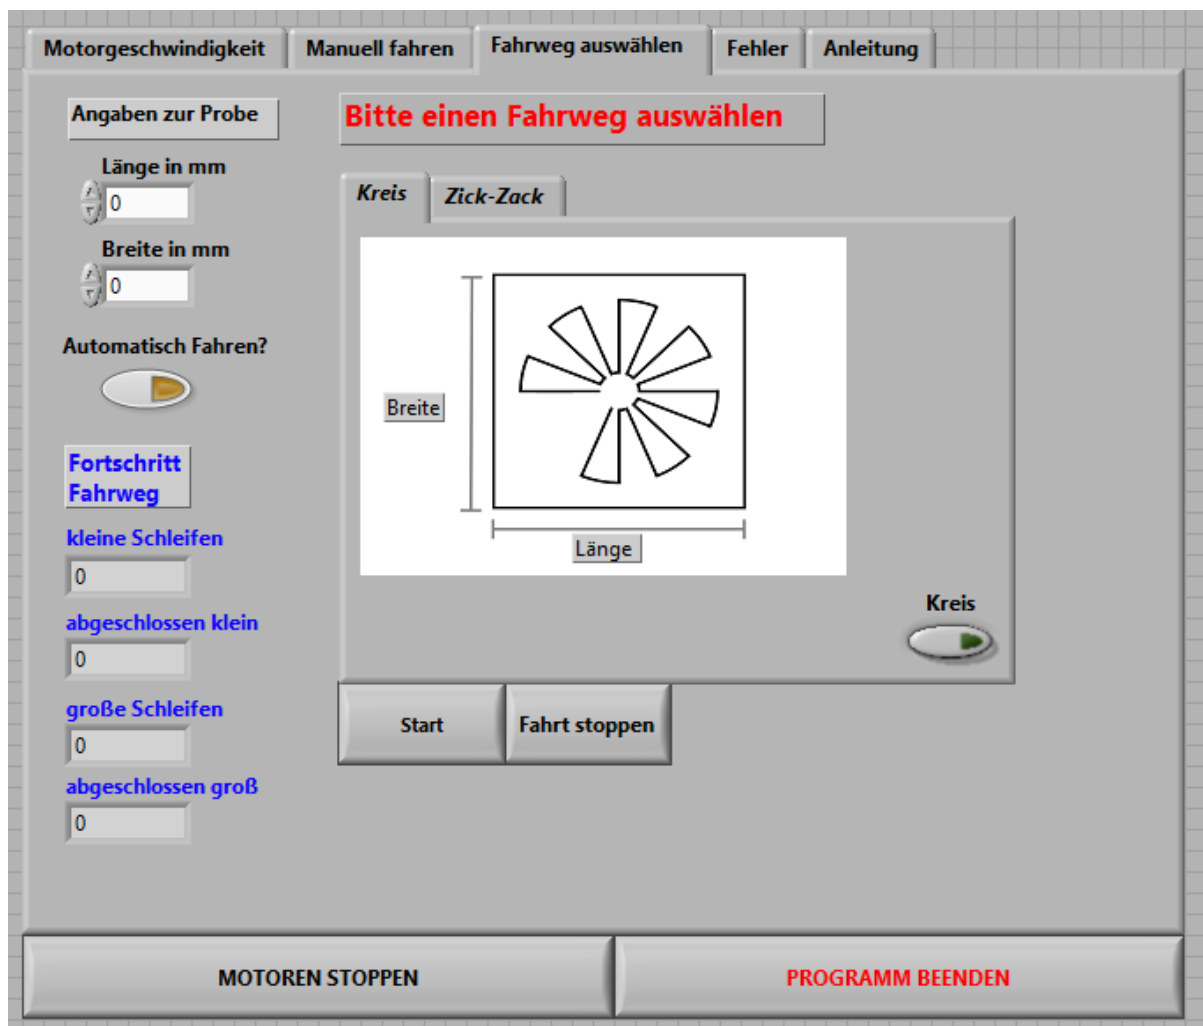 Motorgeschwindigkeit
Manuell fahren
Fahrweg auswählen
Fehler
Anleitung
Angaben zur Probe
Länge in mm
0
Breite in mm
0
Automatisch Fahren?
Fortschritt
Fahrweg
kleine Schleifen
0
abgeschlossen klein
0
große Schleifen
0
abgeschlossen groß
0
Bitte einen Fahrweg auswählen
Kreis
Zick-Zack
Breite
Länge
Kreis
Start
Fahrt stoppen
MOTOREN STOPPEN
PROGRAMM BEENDEN